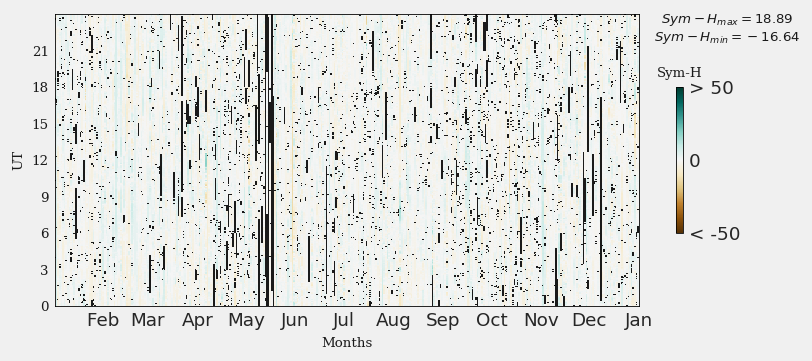 Sym − H_max = 18.89
Sym − H_min = −16.64
Sym-H
> 50
0
< -50
21
18
15
12
9
6
3
0
UT
Feb Mar Apr May Jun Jul Aug Sep Oct Nov Dec Jan
Months